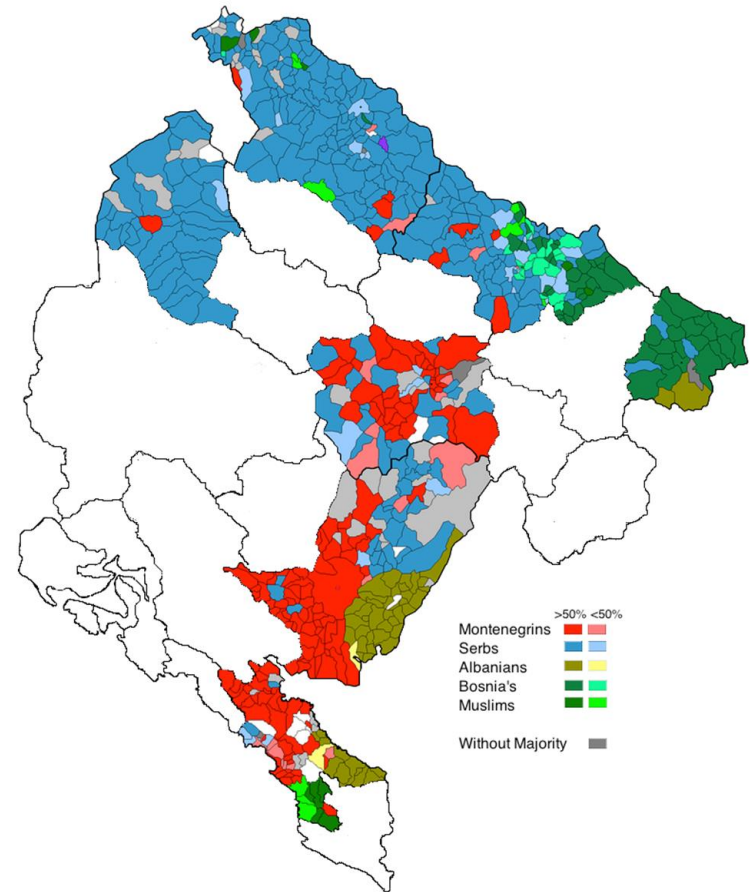 >50% <50%
Montenegrins
Serbs
Albanians
Bosnia's
Muslims
Without Majority